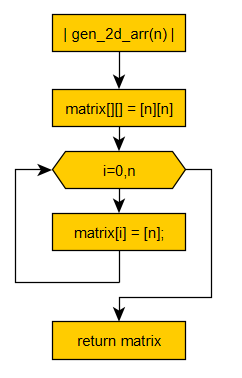 | gen_2d_arr(n) |
matrix[][] = [n][n]
i=0,n
matrix[i] = [n];
return matrix